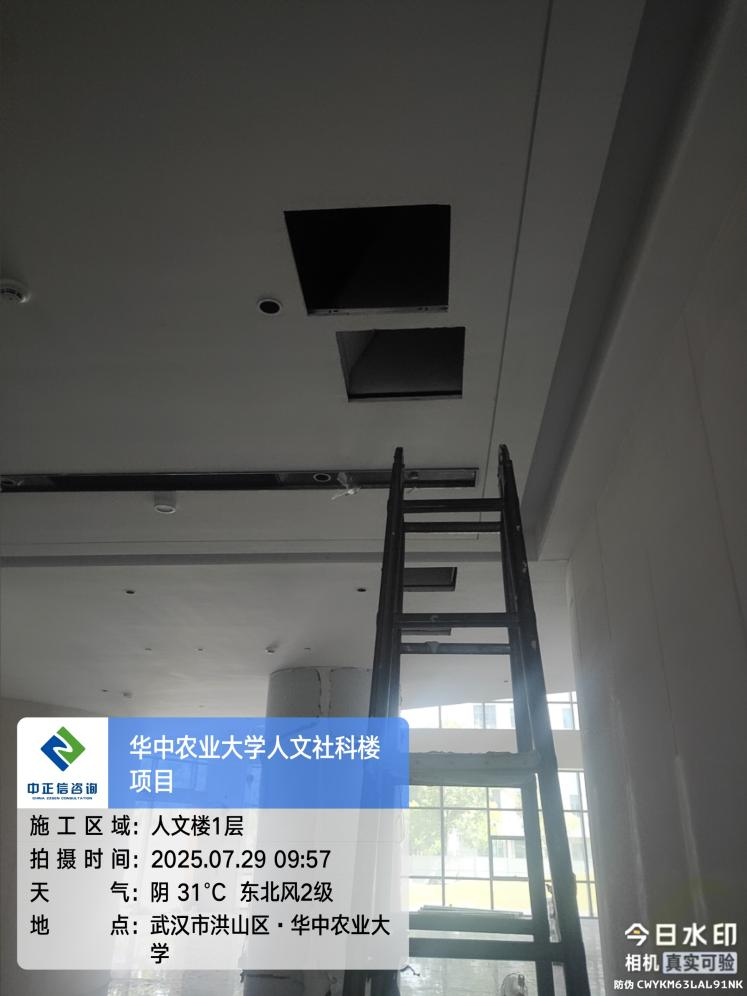 华中农业大学人文社科楼
项目
中正信咨询
CHINA ZZXIN CONSULTATION
施工区域：人文楼1层
拍摄时间：2025.07.29 09:57
天气：阴 31℃ 东北风2级
地点：武汉市洪山区·华中农业大
学
今日水印
相机 真实可验
防伪 CWYKM63LAL91NK